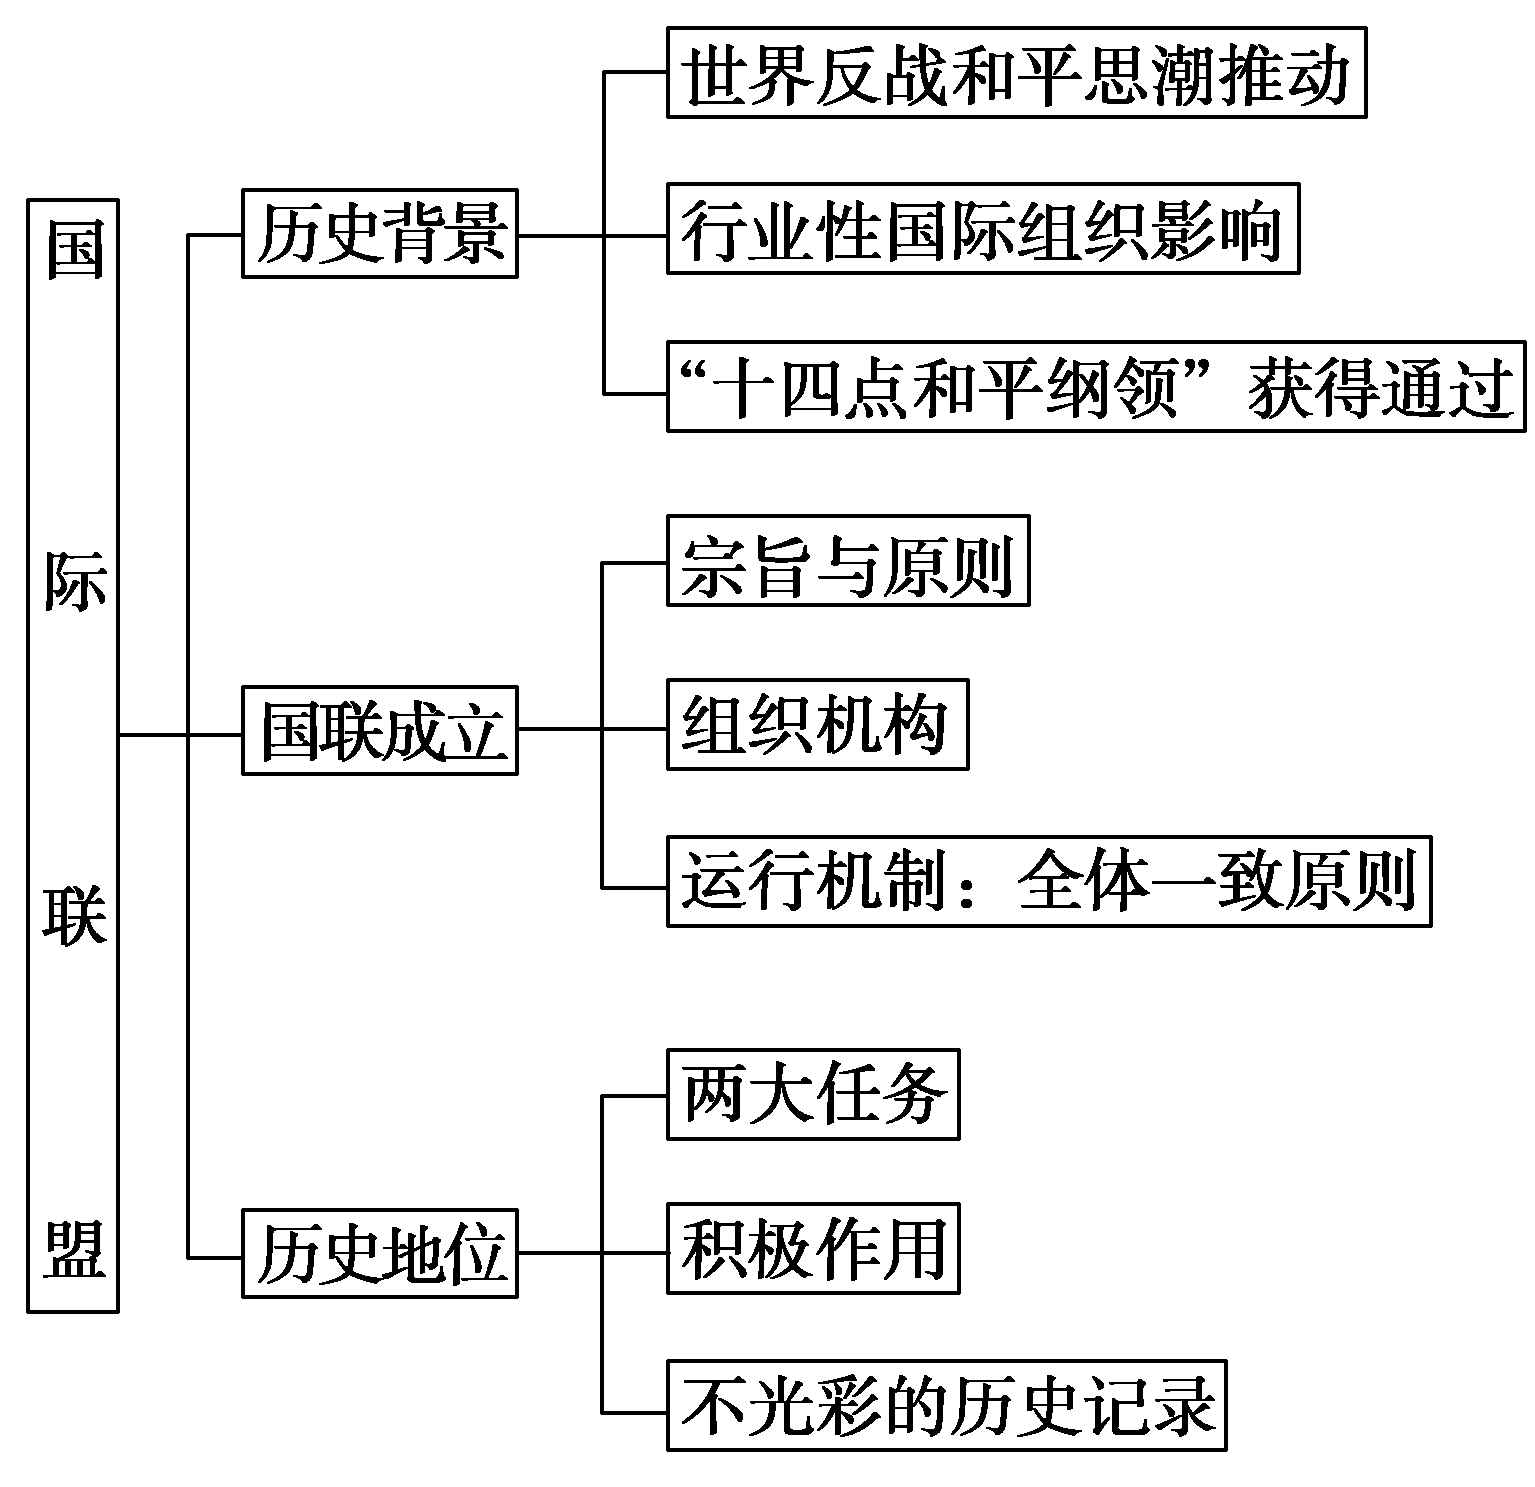 国际联盟
历史背景
世界反战和平思潮推动
行业性国际组织影响
“十四点和平纲领”获得通过
国联成立
宗旨与原则
组织机构
运行机制：全体一致原则
历史地位
两大任务
积极作用
不光彩的历史记录